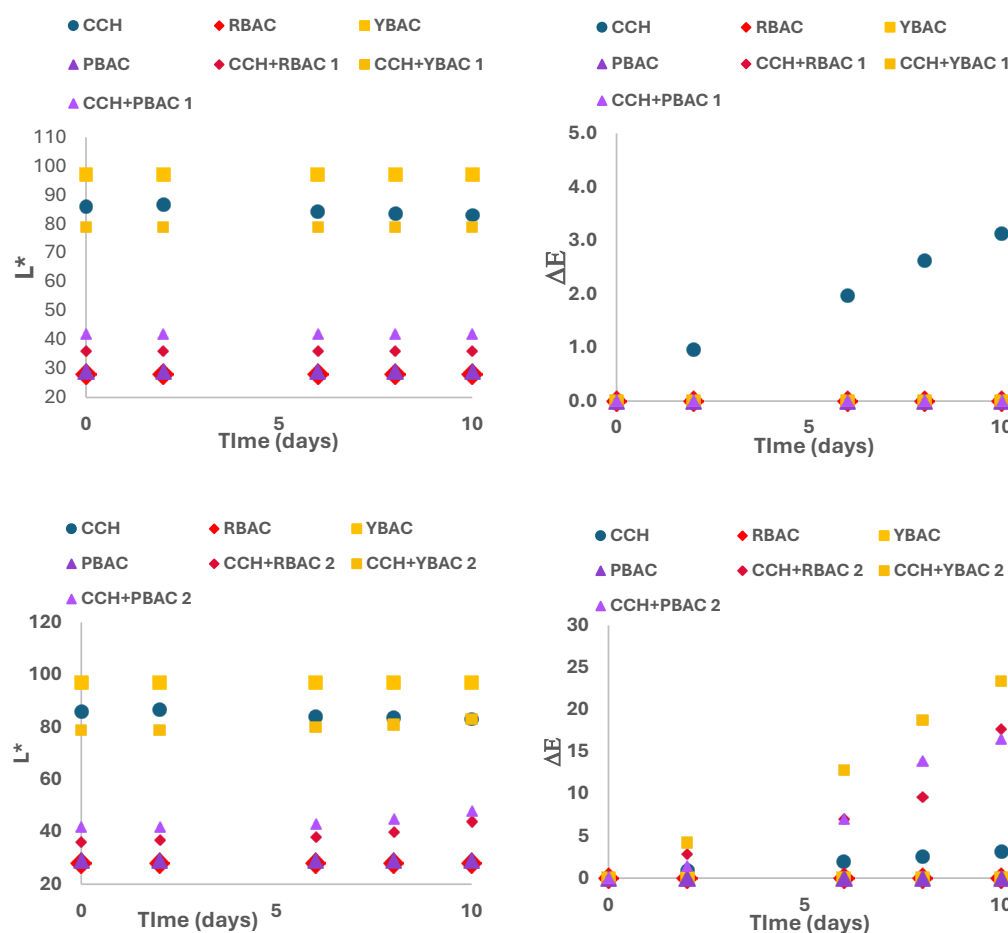 CCH RBAC YBAC
PBAC CCH+RBAC 1 CCH+YBAC 1
CCH+PBAC 1
110
100
90
80
70
60
50
40
30
20
L*
0 5 10
TIme (days)
CCH RBAC YBAC
PBAC CCH+RBAC 1 CCH+YBAC 1
CCH+PBAC 1
5.0
4.0
3.0
2.0
1.0
0.0
ΔE
0 5 10
TIme (days)
CCH RBAC YBAC
PBAC CCH+RBAC 2 CCH+YBAC 2
CCH+PBAC 2
120
100
80
60
40
20
L*
0 5 10
TIme (days)
CCH RBAC YBAC
PBAC CCH+RBAC 2 CCH+YBAC 2
CCH+PBAC 2
30
25
20
15
10
5
0
ΔE
0 5 10
TIme (days)